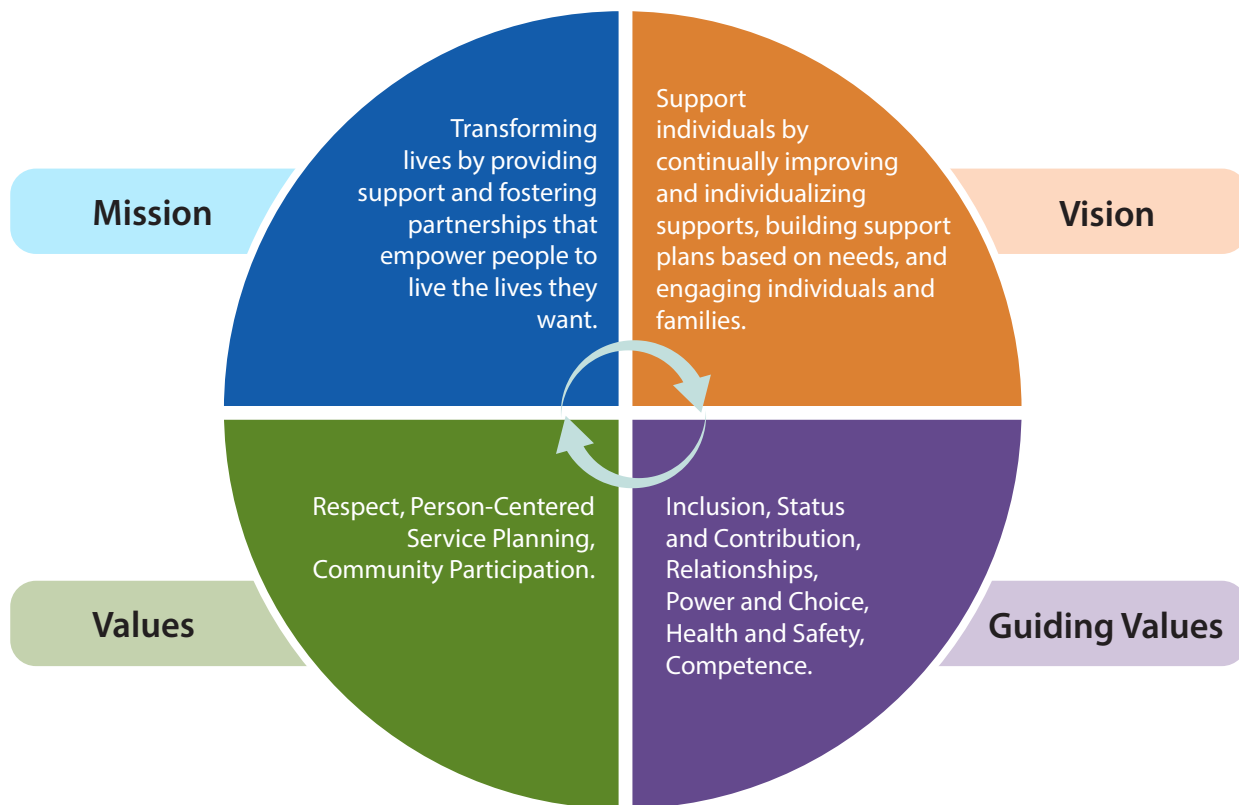 Mission
Transforming
lives by providing
support and fostering
partnerships that
empower people to
live the lives they
want.
Vision
Support
individuals by
continually improving
and individualizing
supports, building support
plans based on needs, and
engaging individuals and
families.
Values
Respect, Person-Centered
Service Planning,
Community Participation.
Guiding Values
Inclusion, Status
and Contribution,
Relationships,
Power and Choice,
Health and Safety,
Competence.